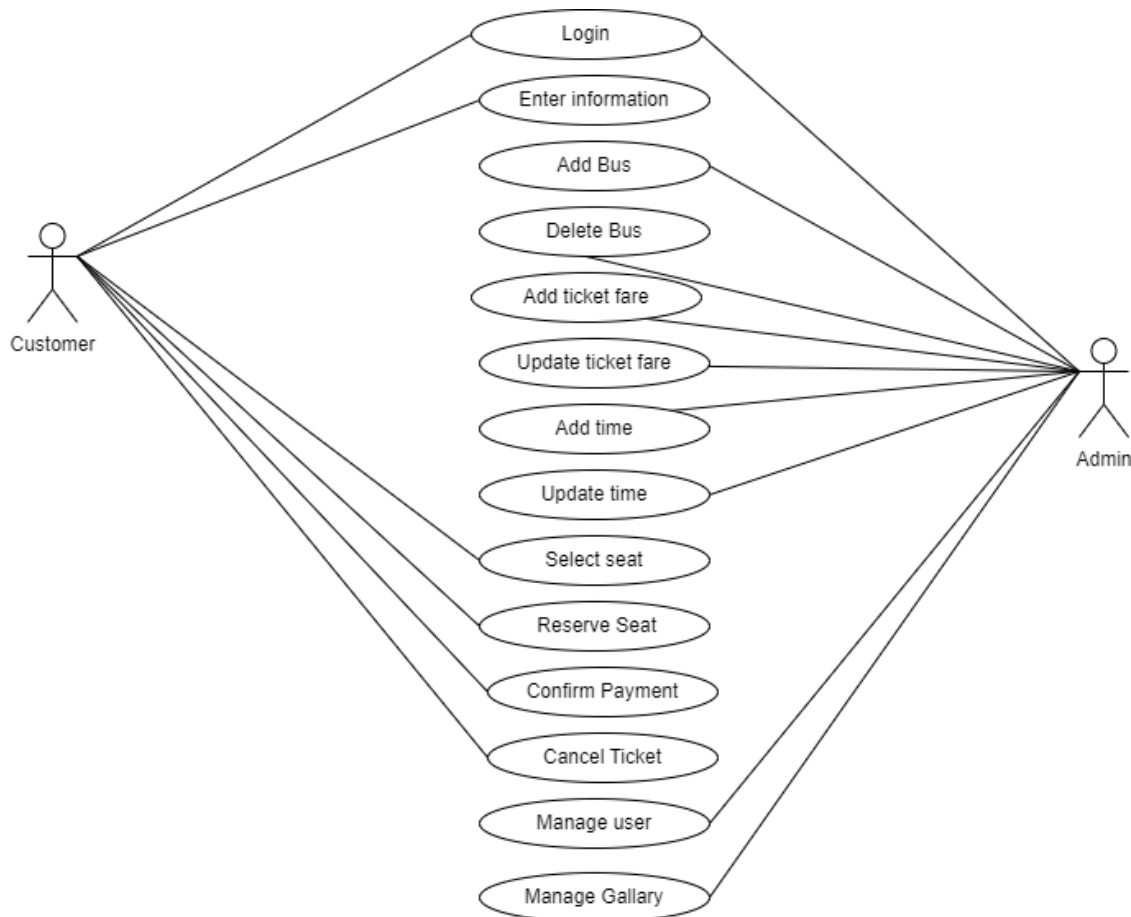 Login
Enter information
Add Bus
Delete Bus
Add ticket fare
Customer
Update ticket fare
Add time
Admin
Update time
Select seat
Reserve Seat
Confirm Payment
Cancel Ticket
Manage user
Manage Gallary